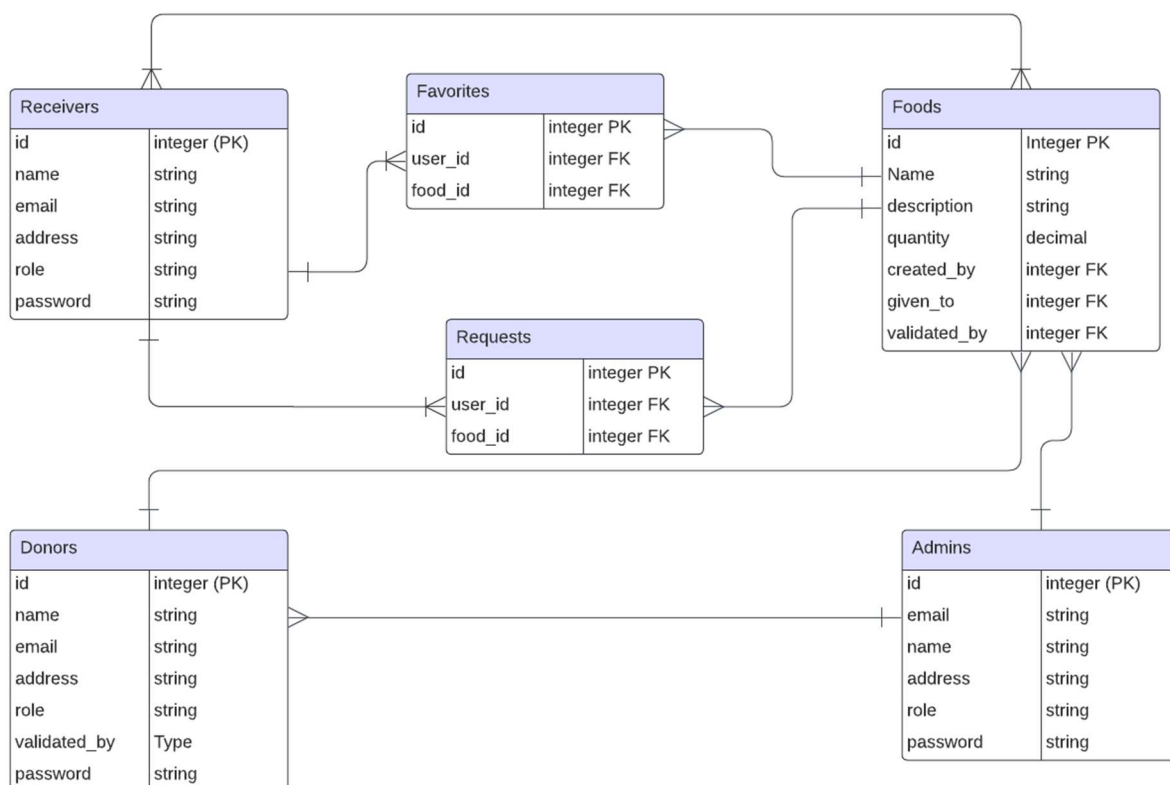 Receivers
id integer (PK)
name string
email string
address string
role string
password string
Favorites
id integer PK
user_id integer FK
food_id integer FK
Foods
id Integer PK
Name string
description string
quantity decimal
created_by integer FK
given_to integer FK
validated_by integer FK
Requests
id integer PK
user_id integer FK
food_id integer FK
Donors
id integer (PK)
name string
email string
address string
role string
validated_by Type
password string
Admins
id integer (PK)
email string
name string
address string
role string
password string